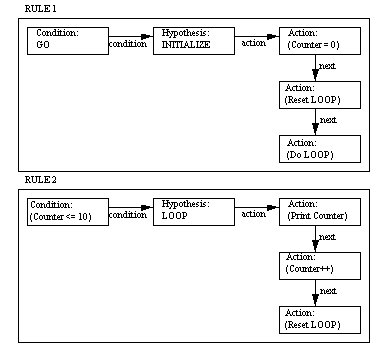 RULE 1
Condition:
GO
condition
Hypothesis:
INITIALIZE
action
Action:
(Counter = 0)
next
Action:
(Reset LOOP)
next
Action:
(Do LOOP)
RULE 2
Condition:
(Counter <= 10)
condition
Hypothesis:
LOOP
action
Action:
(Print Counter)
next
Action:
(Counter++)
next
Action:
(Reset LOOP)